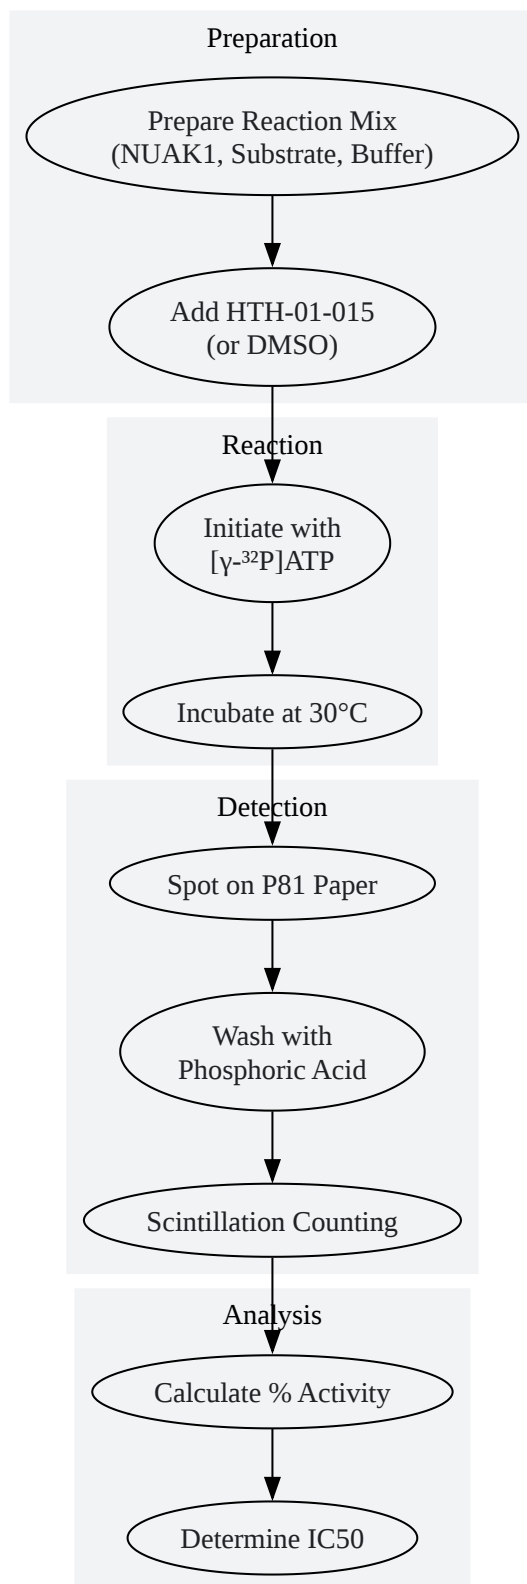 Preparation
Prepare Reaction Mix
(NUAK1, Substrate, Buffer)
Add HTH-01-015
(or DMSO)
Reaction
Initiate with
[γ-³²P]ATP
Incubate at 30°C
Detection
Spot on P81 Paper
Wash with
Phosphoric Acid
Scintillation Counting
Analysis
Calculate % Activity
Determine IC50